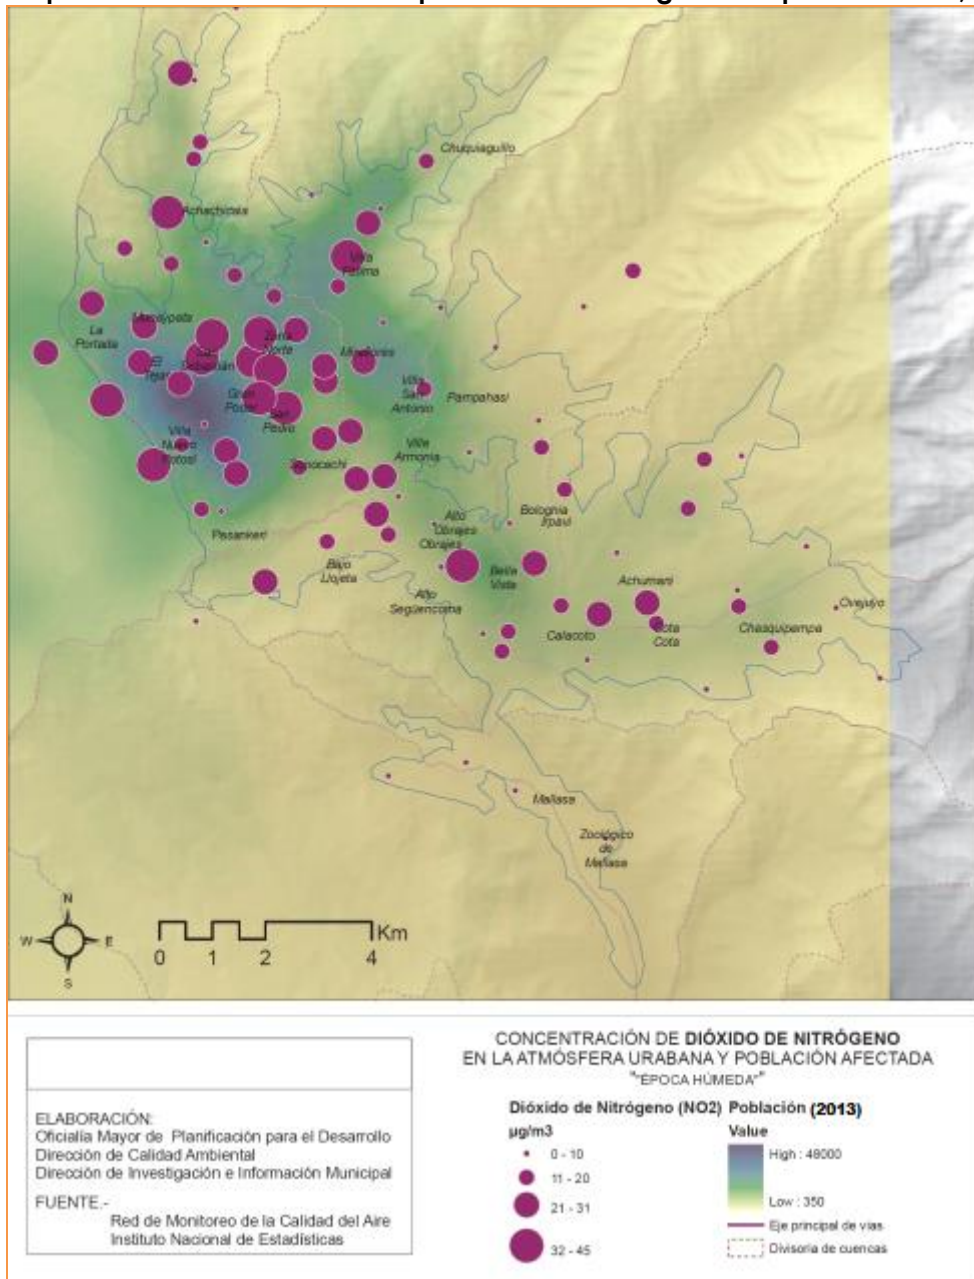 Chuquiaguillo
Achachicala
Villa
Fátima
Munaypata
La
Portada
Zona
Norte
San
Sebastián
El
Tejar
Miraflores
Gran
Poder
Villa
San
Antonio
Pampahasi
San
Pedro
Villa
Nuevo
Potosí
Villa
Armonia
Sopocachi
Pasankeri
Alto
Obrajes
Obrajes
Bologhia
Irpavi
Bajo
Llojeta
Bella
Vista
Alto
Següencoma
Achumani
Ovejuyo
Calacoto
Cota
Cota
Chasquipampa
Mallasa
Zoológico
de
Mallasa
N
W E
S
Km
0 1 2 4
CONCENTRACIÓN DE DIÓXIDO DE NITRÓGENO
EN LA ATMÓSFERA URABANA Y POBLACIÓN AFECTADA
""ÉPOCA HÚMEDA""
ELABORACIÓN:
Oficialía Mayor de Planificación para el Desarrollo
Dirección de Calidad Ambiental
Dirección de Investigación e Información Municipal
FUENTE.-
Red de Monitoreo de la Calidad del Aire
Instituto Nacional de Estadísticas
Dióxido de Nitrógeno (NO2)
µg/m3
0 - 10
11 - 20
21 - 31
32 - 45
Población (2013)
Value
High : 48000
Low : 350
Eje principal de vias
Divisoria de cuencas